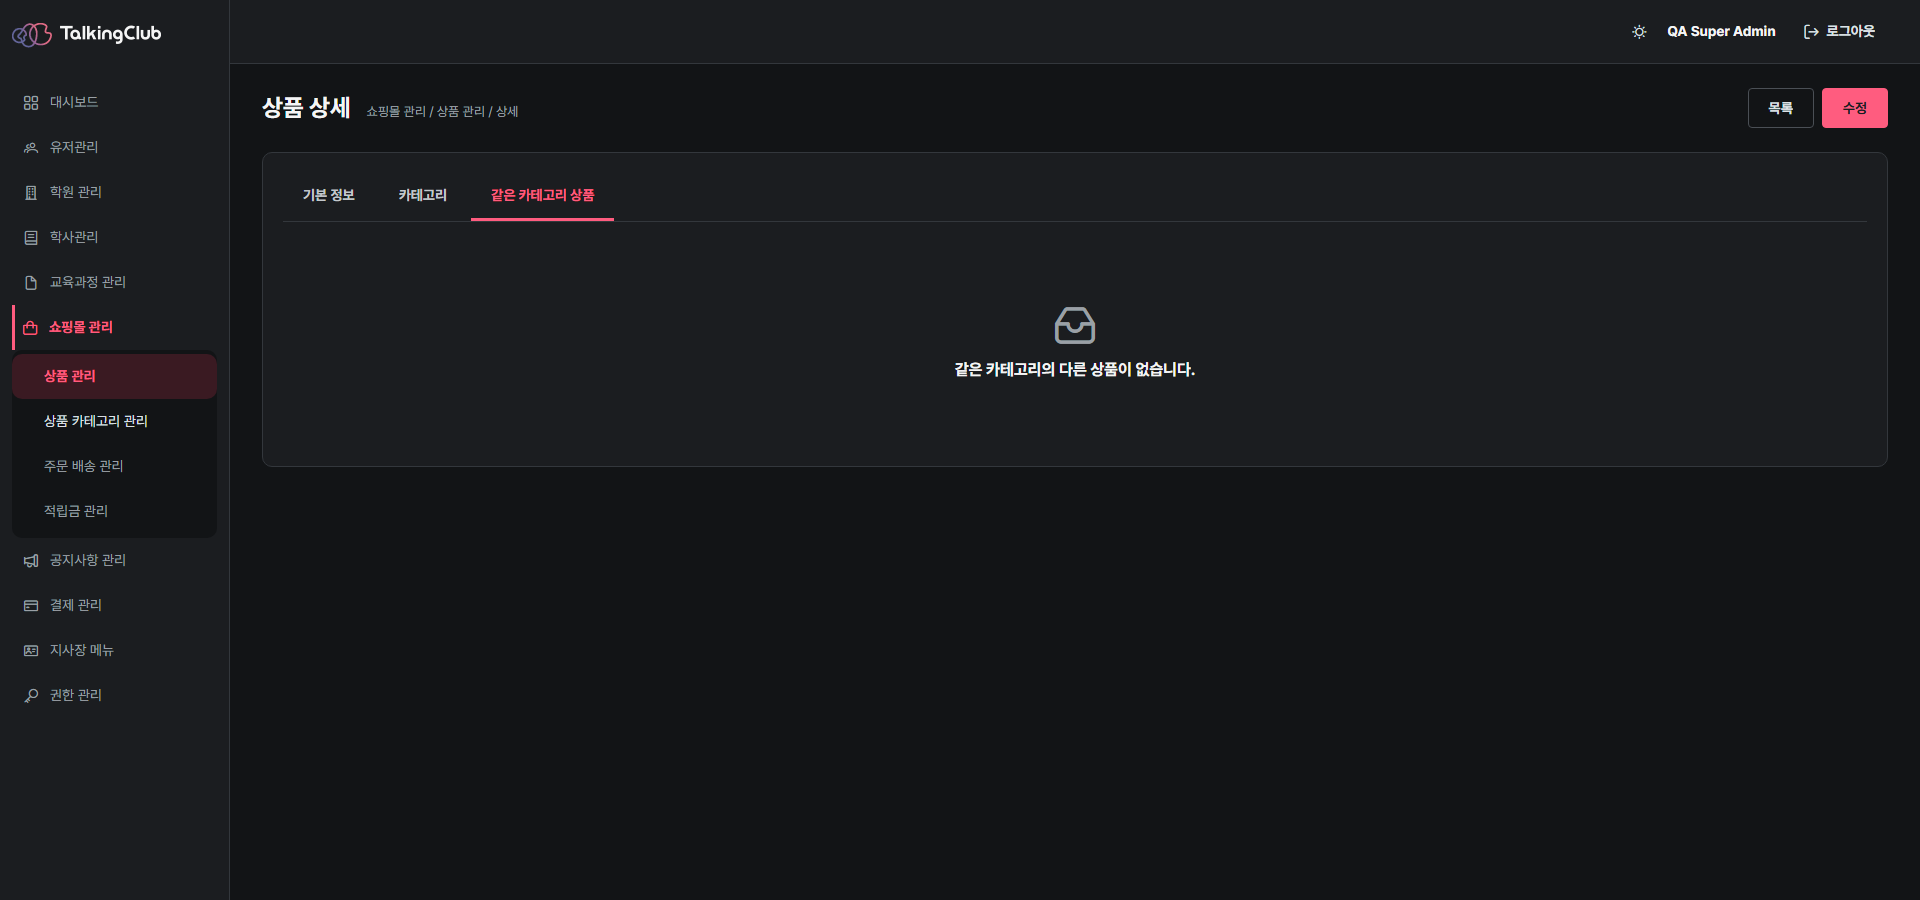 TalkingClub
QA Super Admin
로그아웃
대시보드
유저관리
학원 관리
학사관리
교육과정 관리
쇼핑몰 관리
상품 관리
상품 카테고리 관리
주문 배송 관리
적립금 관리
공지사항 관리
결제 관리
지사장 메뉴
권한 관리
상품 상세
쇼핑몰 관리 / 상품 관리 / 상세
목록
수정
기본 정보
카테고리
같은 카테고리 상품
같은 카테고리의 다른 상품이 없습니다.